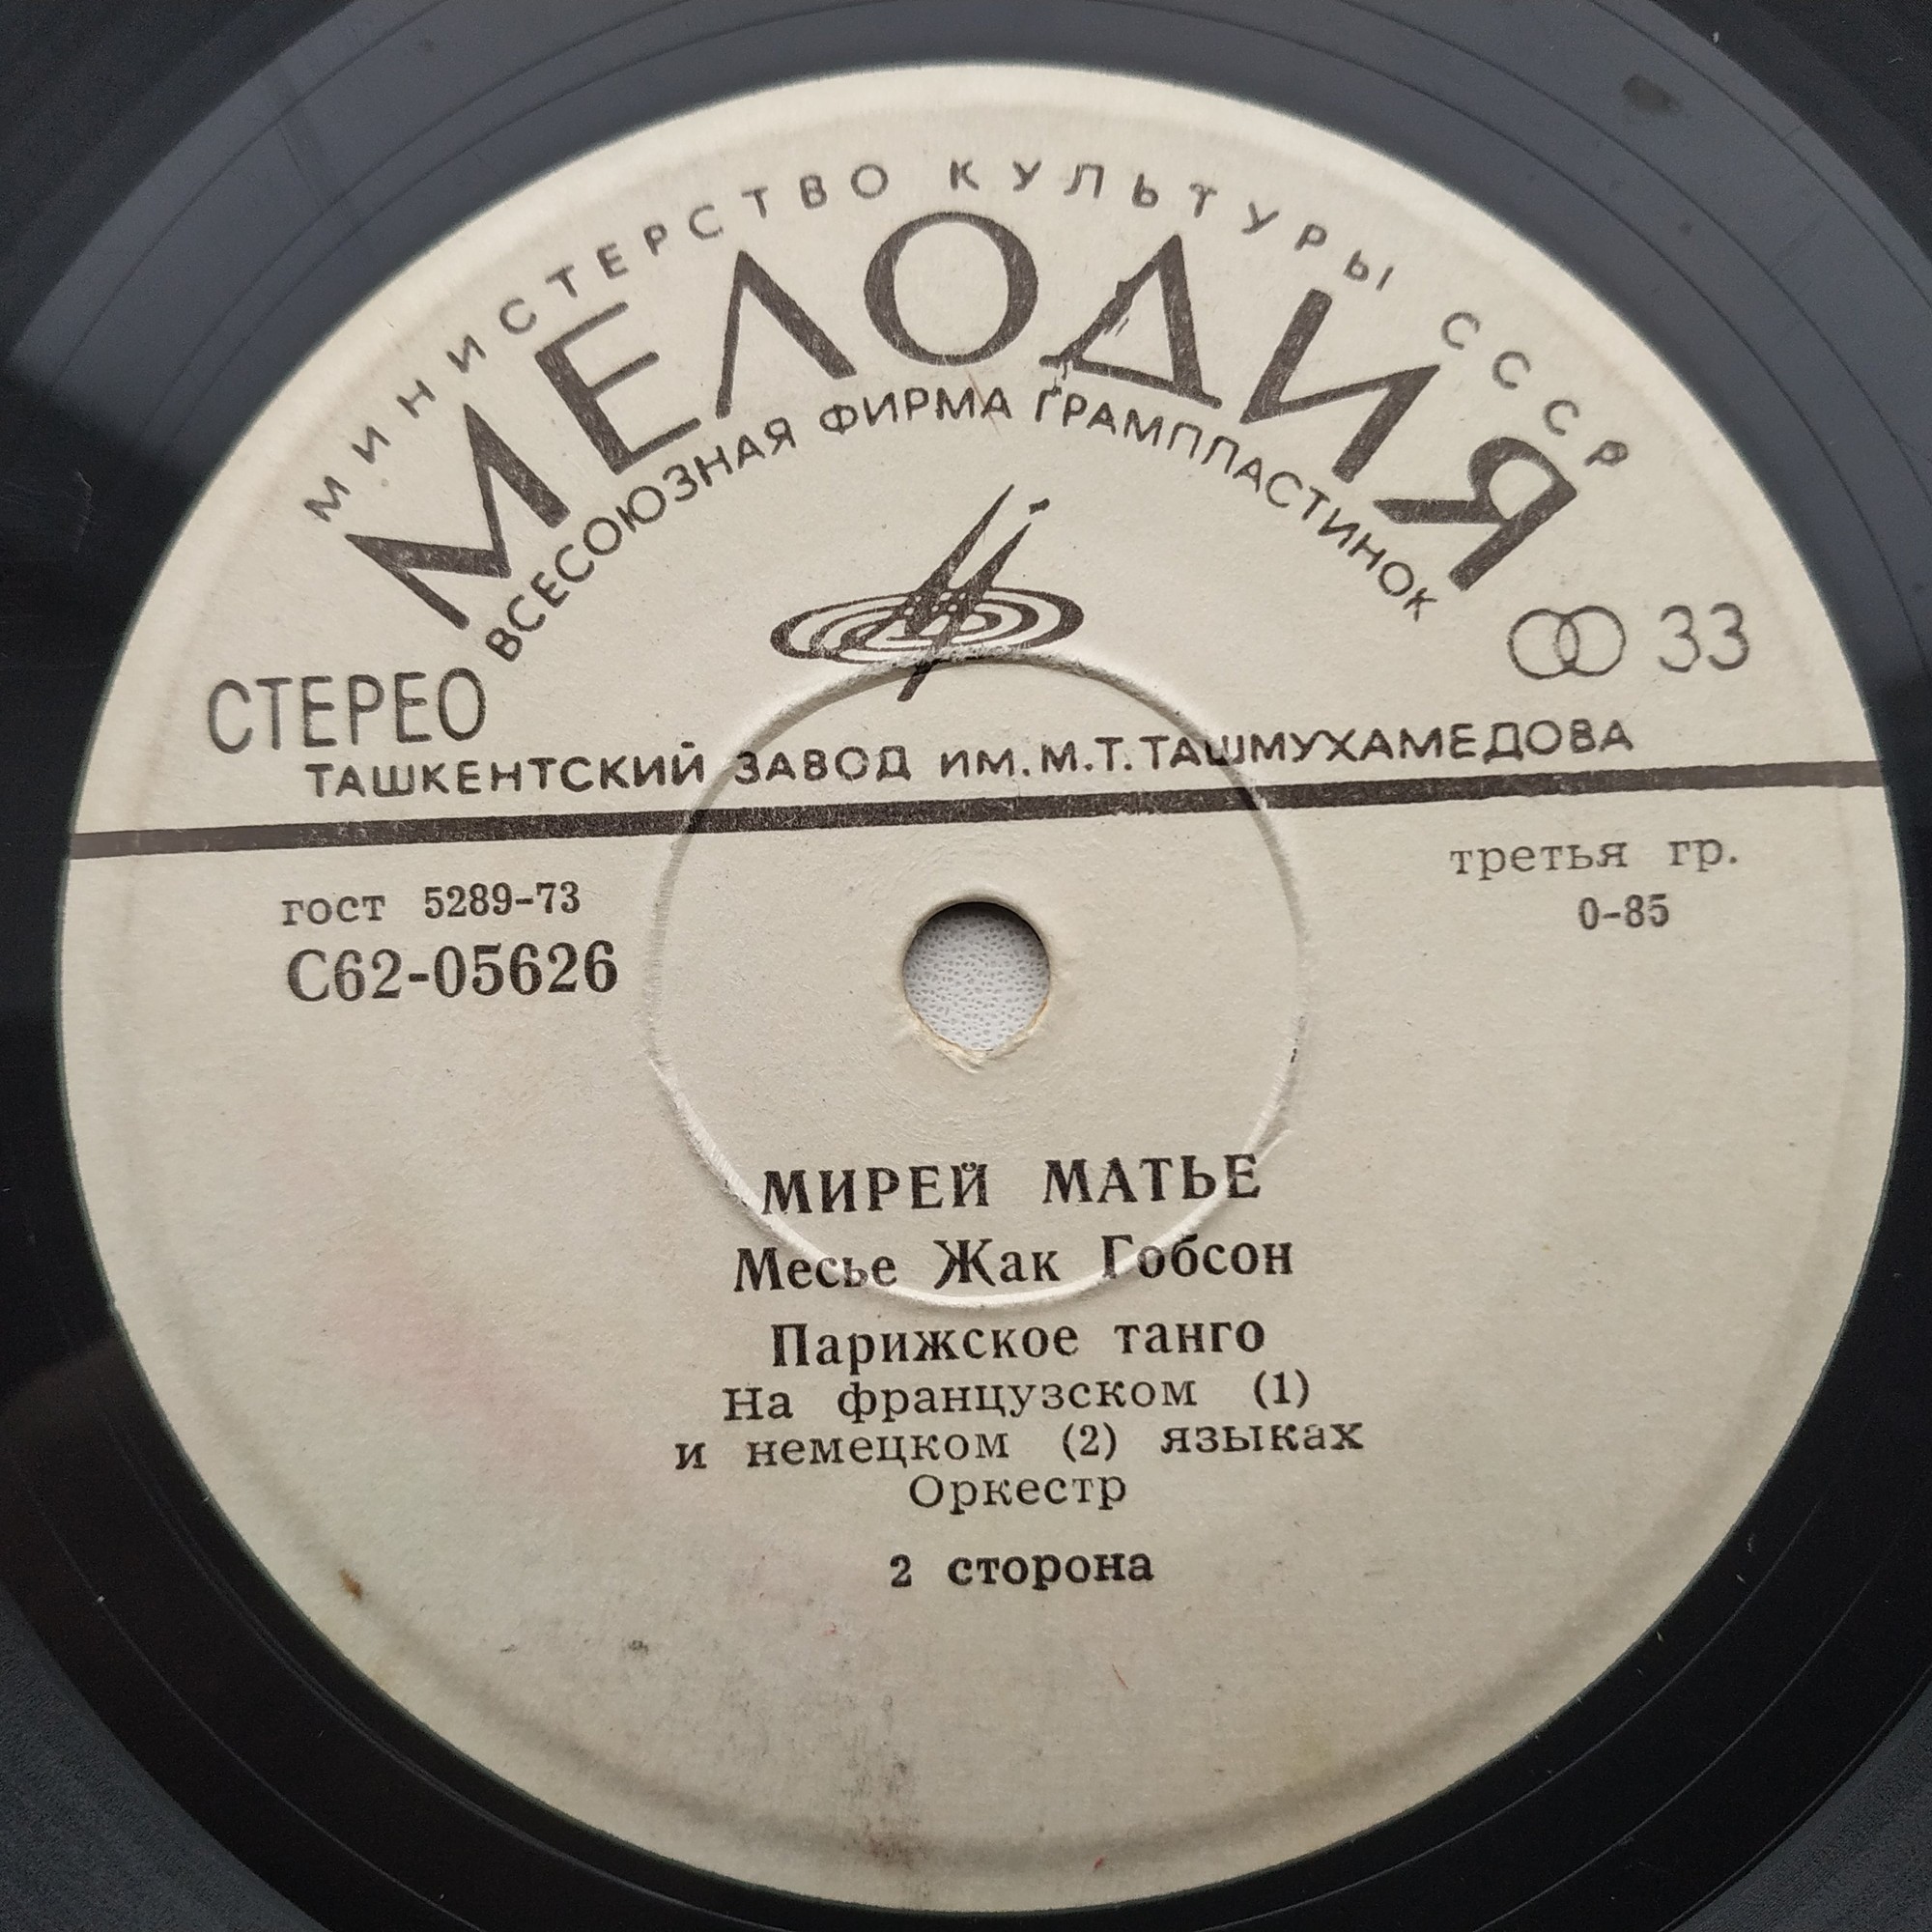 МИНИСТЕРСТВО КУЛЬТУРЫ СССР
МЕЛОДИЯ
ВСЕСОЮЗНАЯ ФИРМА ГРАМПЛАСТИНОК
СТЕРЕО
33
ТАШКЕНТСКИЙ ЗАВОД ИМ. М.Т. ТАШМУХАМЕДОВА
гост 5289-73
С62-05626
третья гр.
0-85
МИРЕЙ МАТЬЕ
Месье Жак Гобсон
Парижское танго
На французском (1)
и немецком (2) языках
Оркестр
2 сторона